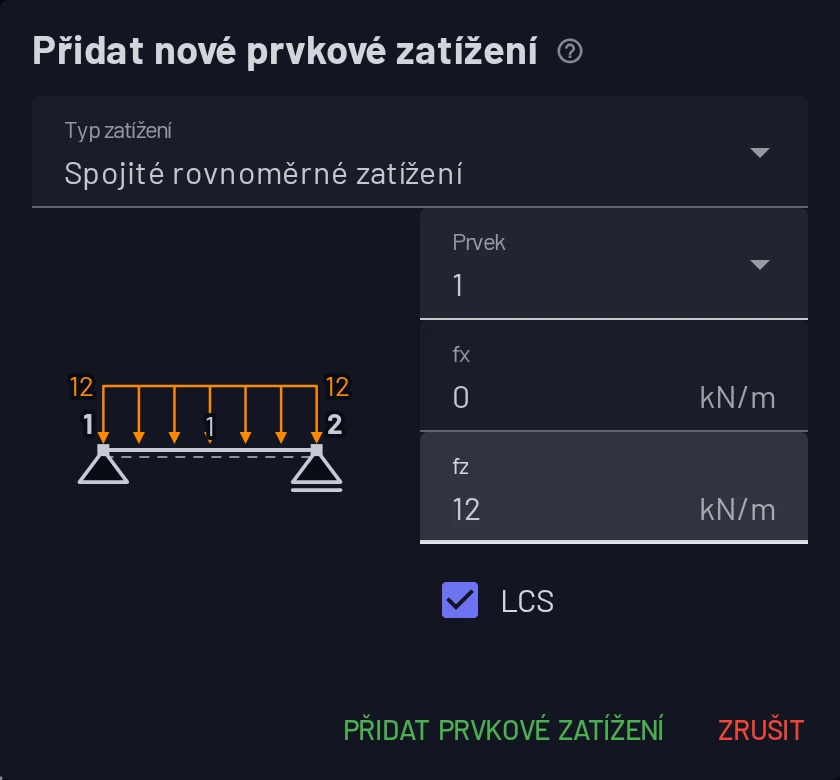 Přidat nové prvkové zatížení ?
Typ zatížení
Spojité rovnoměrné zatížení
Prvek
1
fx
0 kN/m
fz
12 kN/m
12 12
1 1 2
LCS
PŘIDAT PRVKOVÉ ZATÍŽENÍ ZRUŠIT